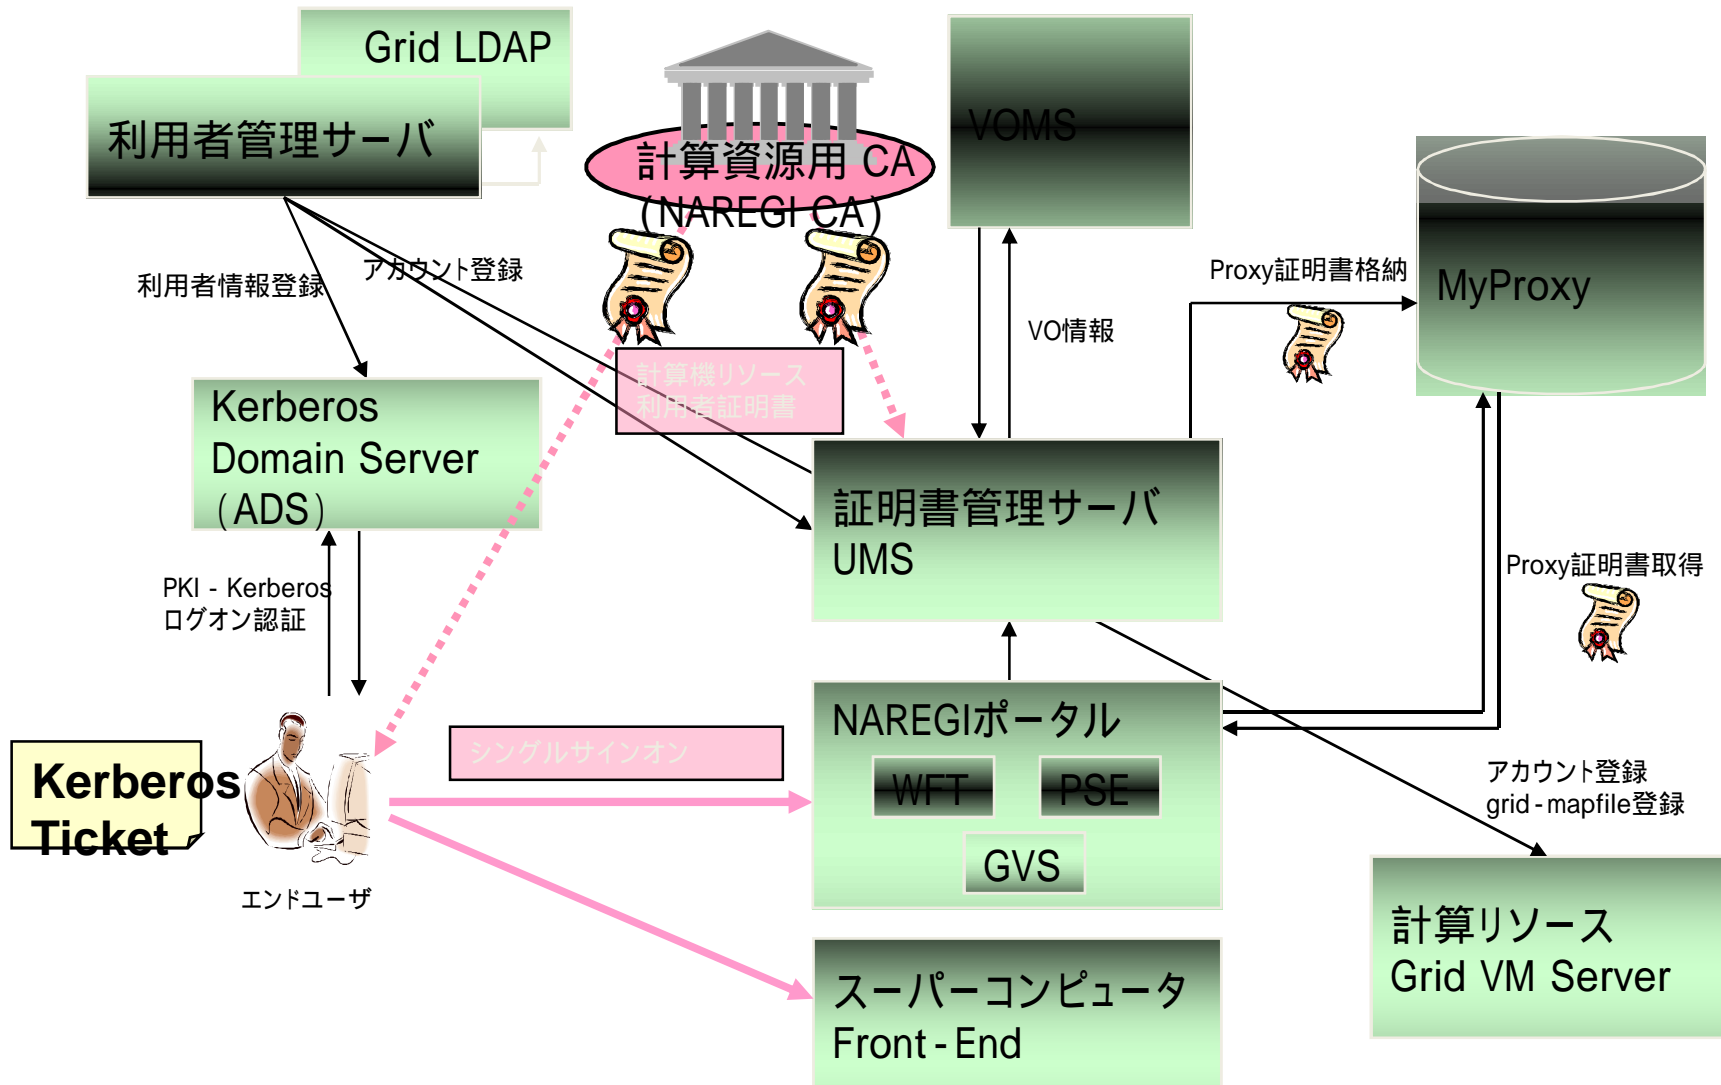 Grid LDAP
利用者管理サーバ
計算資源用 CA
(NAREGI CA)
VOMS
MyProxy
利用者情報登録
アカウント登録
Proxy証明書格納
VO情報
計算機リソース
利用者証明書
Kerberos
Domain Server
(ADS)
証明書管理サーバ
UMS
Proxy証明書取得
PKI - Kerberos
ログオン認証
NAREGIポータル
WFT
PSE
GVS
シングルサインオン
Kerberos
Ticket
エンドユーザ
アカウント登録
grid - mapfile登録
計算リソース
Grid VM Server
スーパーコンピュータ
Front - End